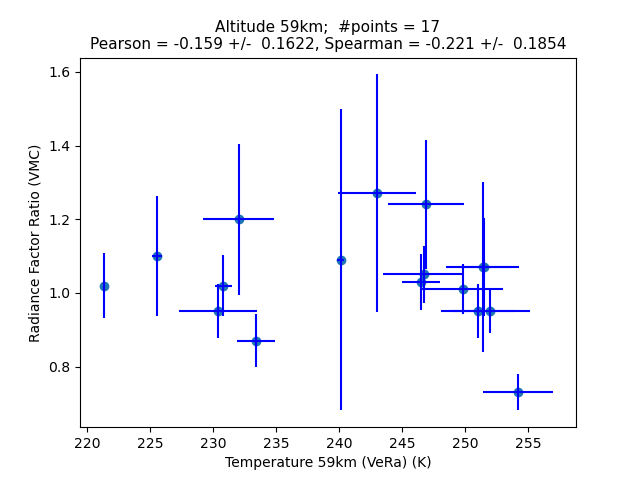 Altitude 59km;  #points = 17
Pearson = -0.159 +/-  0.1622, Spearman = -0.221 +/-  0.1854
1.6
1.4
1.2
1.0
0.8
Radiance Factor Ratio (VMC)
220 225 230 235 240 245 250 255
Temperature 59km (VeRa) (K)